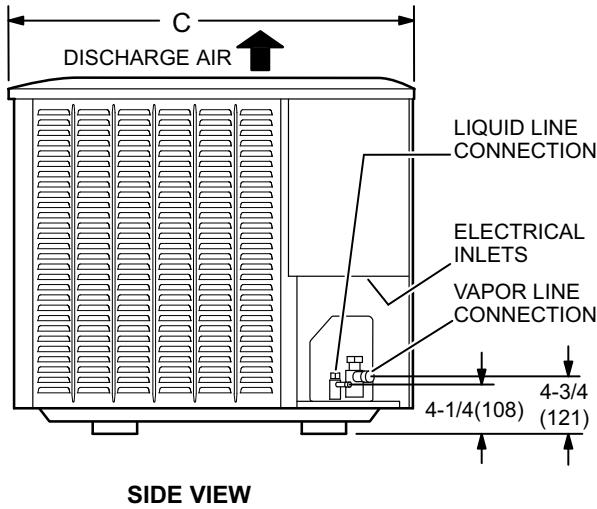 C
DISCHARGE AIR
LIQUID LINE
CONNECTION
ELECTRICAL
INLETS
VAPOR LINE
CONNECTION
4-1/4(108)
4-3/4
(121)
SIDE VIEW